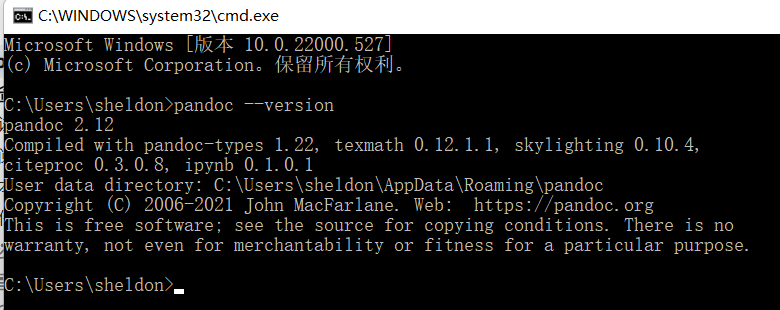 C:\WINDOWS\system32\cmd.exe
Microsoft Windows [版本 10.0.22000.527]
(c) Microsoft Corporation。保留所有权利。
C:\Users\sheldon>pandoc --version
pandoc 2.12
Compiled with pandoc-types 1.22, texmath 0.12.1.1, skylighting 0.10.4,
citeproc 0.3.0.8, ipynb 0.1.0.1
User data directory: C:\Users\sheldon\AppData\Roaming\pandoc
Copyright (C) 2006-2021 John MacFarlane. Web:  https://pandoc.org
This is free software; see the source for copying conditions. There is no
warranty, not even for merchantability or fitness for a particular purpose.
C:\Users\sheldon>